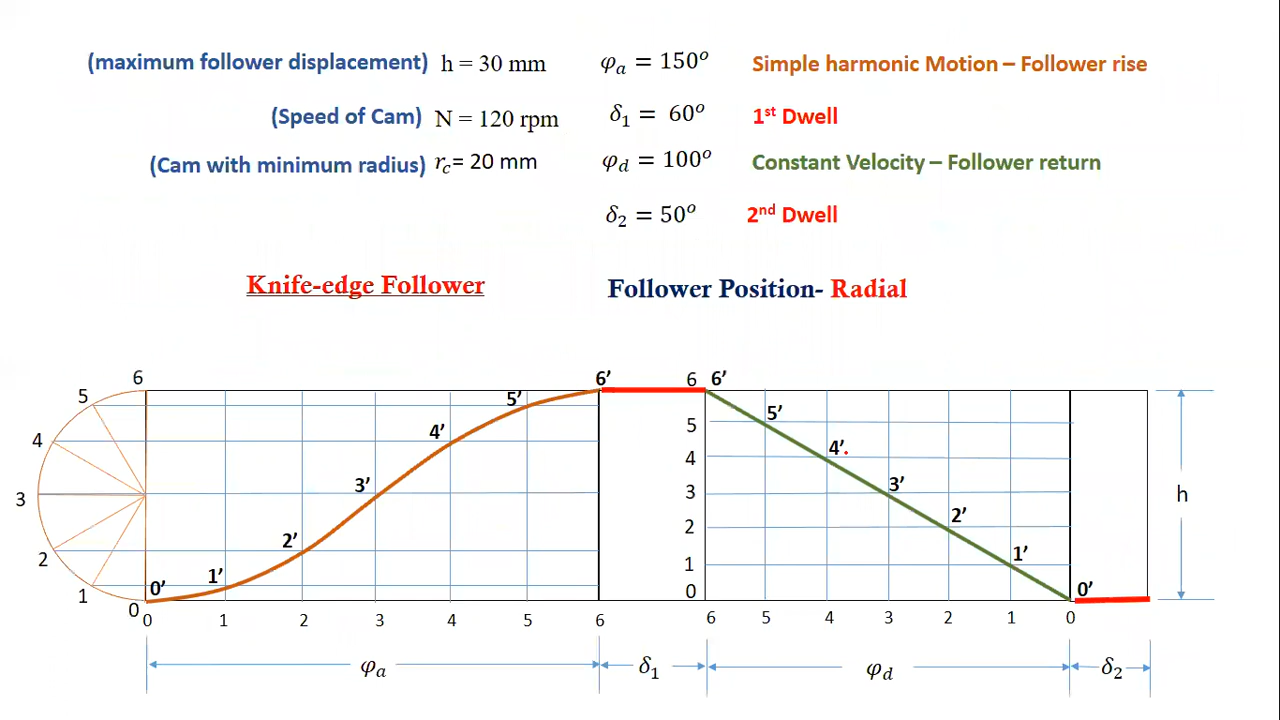 (maximum follower displacement) h = 30 mm φₐ = 150° Simple harmonic Motion – Follower rise
(Speed of Cam) N = 120 rpm δ₁ = 60° 1st Dwell
(Cam with minimum radius) r_c= 20 mm φ_d = 100° Constant Velocity – Follower return
δ₂ = 50° 2nd Dwell
Knife-edge Follower Follower Position- Radial
6 6' 6 6'
5 5' 5 5'
4 4' 4 4'
3 3' 3 3' h
2 2' 2 2'
1 1' 1 1'
0 0' 0 0'
0 1 2 3 4 5 6 6 5 4 3 2 1 0
φₐ δ₁ φ_d δ₂